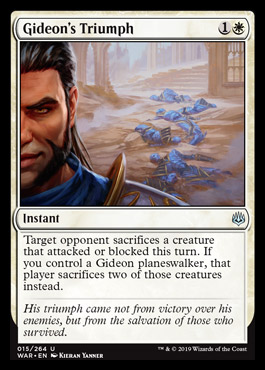 Gideon's Triumph 1
Instant
Target opponent sacrifices a creature
that attacked or blocked this turn. If
you control a Gideon planeswalker, that
player sacrifices two of those creatures
instead.
His triumph came not from victory over his
enemies, but from the salvation of those who
survived.
015/264 U
WAR • EN Kieran Yanner
™ & © 2019 Wizards of the Coast